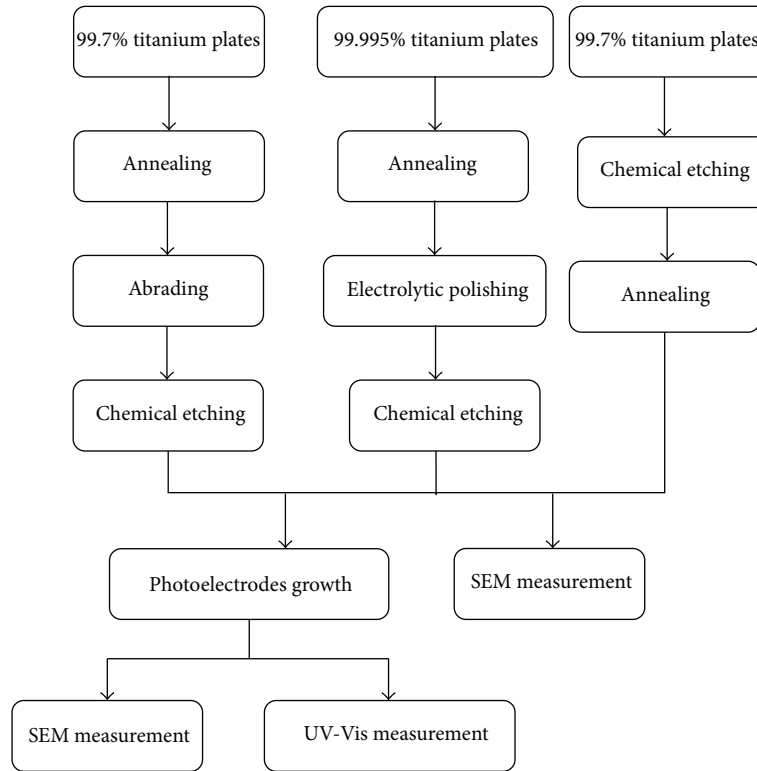 99.7% titanium plates
99.995% titanium plates
99.7% titanium plates
Annealing
Annealing
Chemical etching
Abrading
Electrolytic polishing
Annealing
Chemical etching
Chemical etching
Photoelectrodes growth
SEM measurement
SEM measurement
UV-Vis measurement